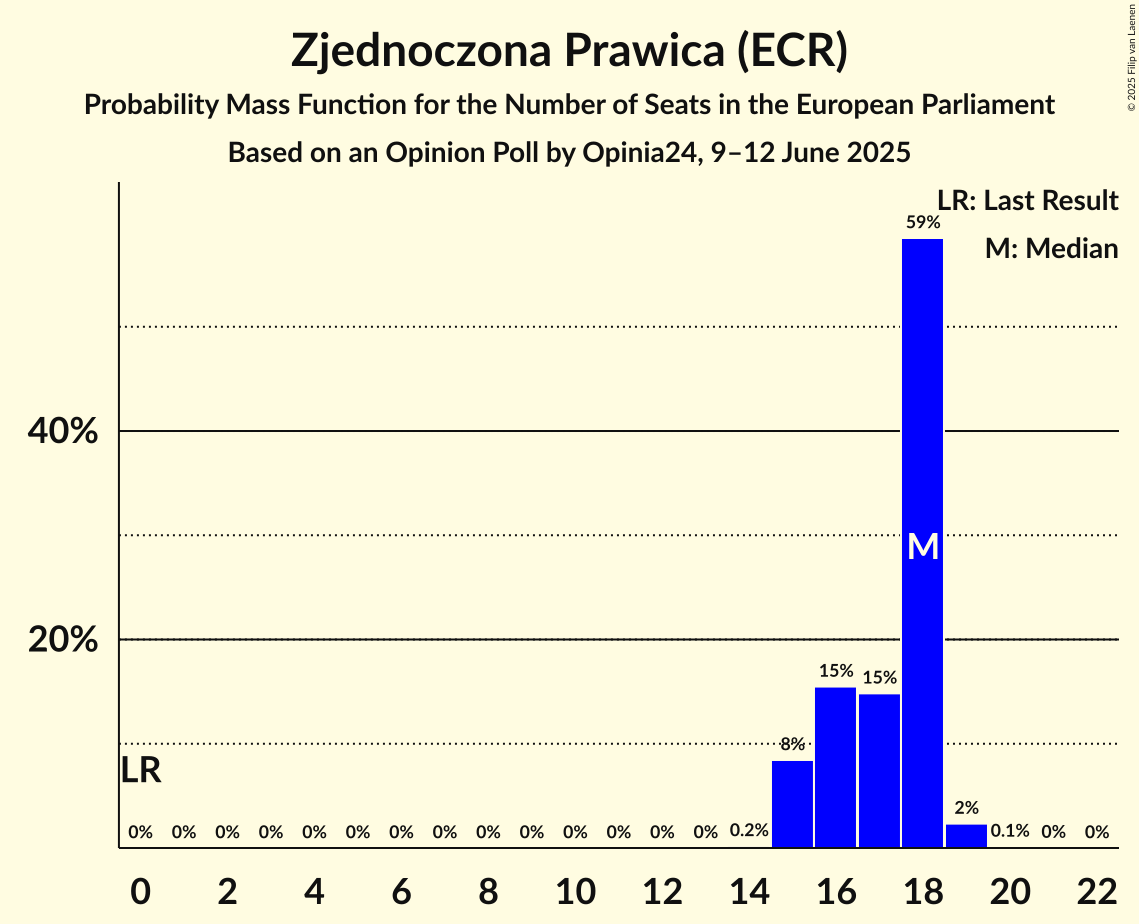 Zjednoczona Prawica (ECR)
Probability Mass Function for the Number of Seats in the European Parliament
Based on an Opinion Poll by Opinia24, 9–12 June 2025
© 2025 Filip van Laenen
LR: Last Result
M: Median
59%
40%
M
20%
15%
15%
8%
LR
2%
0% 0% 0% 0% 0% 0% 0% 0% 0% 0% 0% 0% 0% 0% 0.2% 0.1% 0% 0%
0 2 4 6 8 10 12 14 16 18 20 22